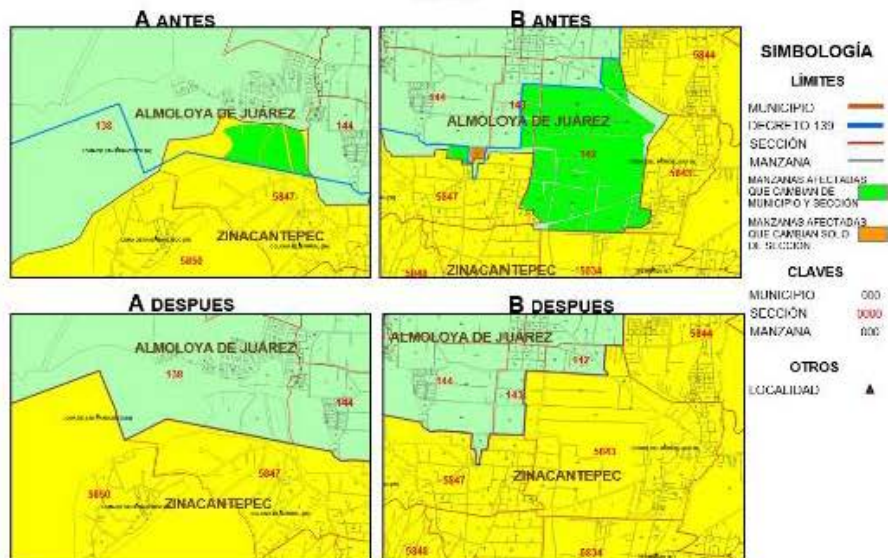 A ANTES
ALMOLOYA DE JUÁREZ
138
144
5847
ZINACANTEPEC
5850
B ANTES
5844
144
143
ALMOLOYA DE JUÁREZ
142
5847
5843
5848
ZINACANTEPEC
5834
SIMBOLOGÍA
LÍMITES
MUNICIPIO
DECRETO 139
SECCIÓN
MANZANA
MANZANAS AFECTADAS
QUE CAMBIAN DE
MUNICIPIO Y SECCIÓN
MANZANAS AFECTADAS
QUE CAMBIAN SOLO
DE SECCIÓN
CLAVES
MUNICIPIO 000
SECCIÓN 0000
MANZANA 000
OTROS
LOCALIDAD
A DESPUES
ALMOLOYA DE JUÁREZ
138
144
5847
5850
ZINACANTEPEC
B DESPUES
5844
ALMOLOYA DE JUÁREZ
142
144
143
5843
5847
ZINACANTEPEC
5848
5834